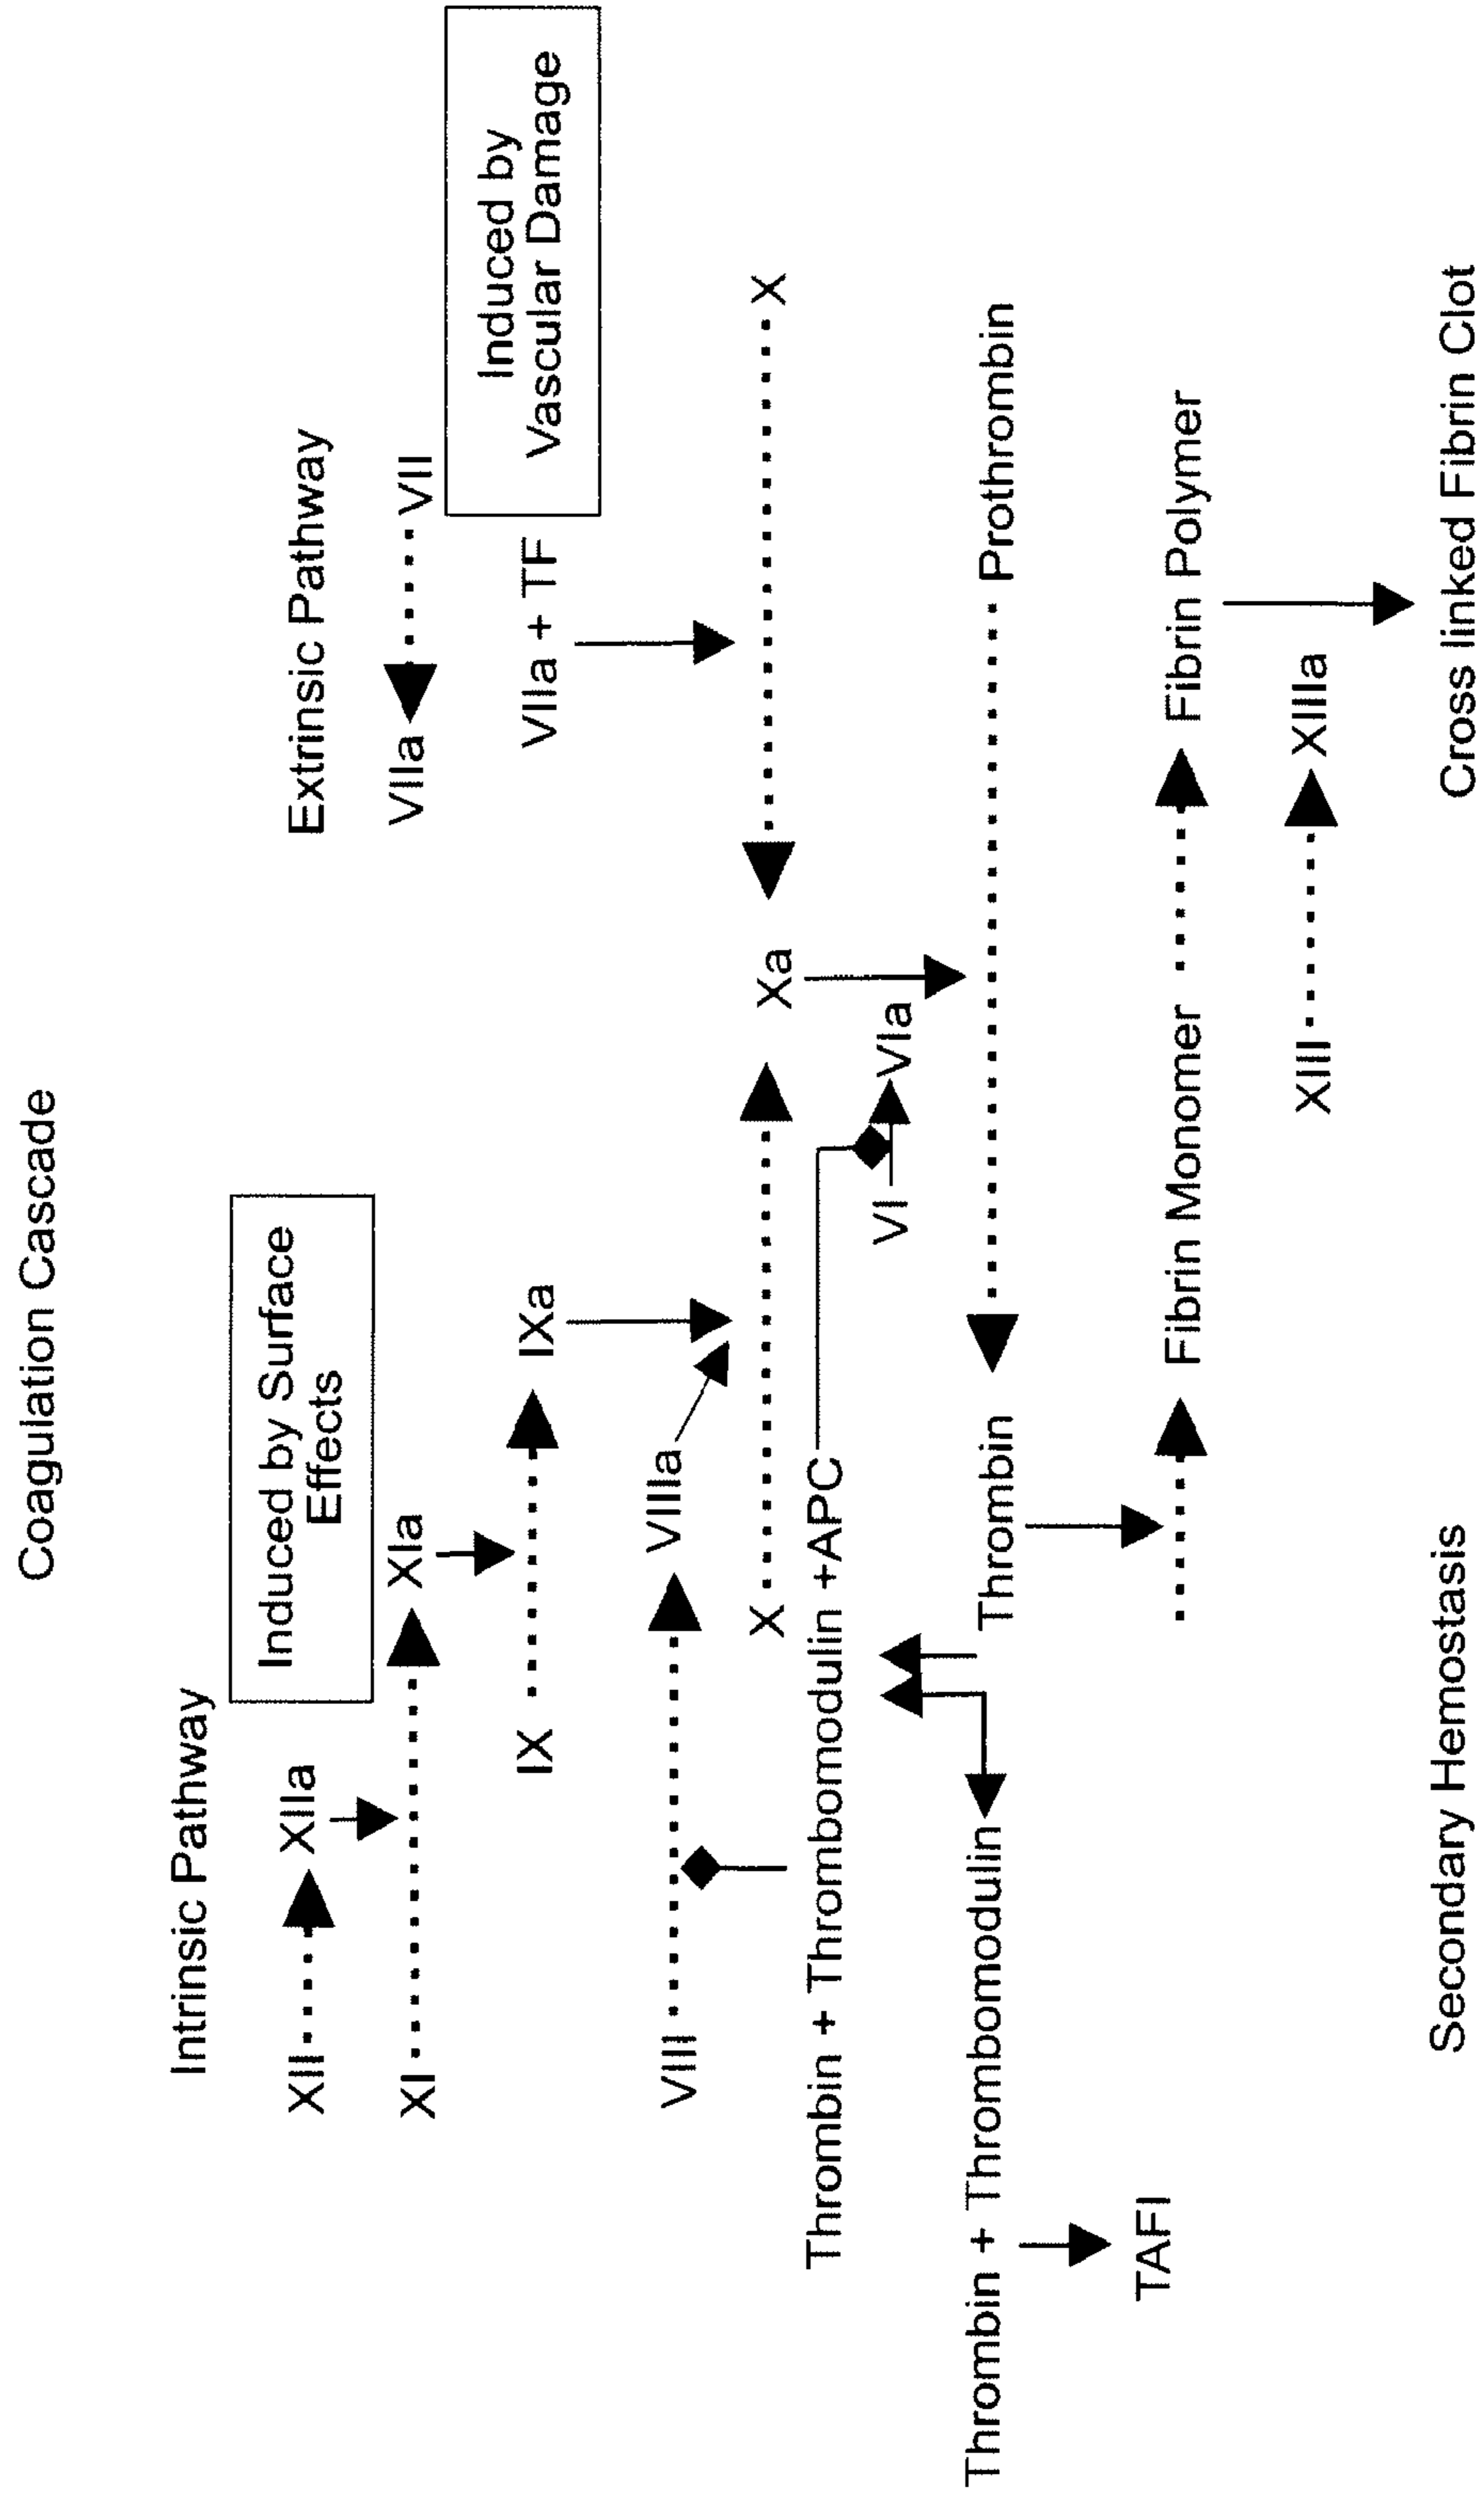 Coagulation Cascade
Intrinsic Pathway
Extrinsic Pathway
Induced by Surface
Effects
XII
XIIa
XI
XIa
VIIa
VII
Induced by
Vascular Damage
IX
IXa
VIIa + TF
VIII
VIIIa
X
Xa
X
Thrombin + Thrombomodulin +APC
VI
VIa
Thrombin + Thrombomodulin
Thrombin
Prothrombin
TAFI
Fibrin Monomer
Fibrin Polymer
XIII
XIIIa
Secondary Hemostasis
Cross linked Fibrin Clot